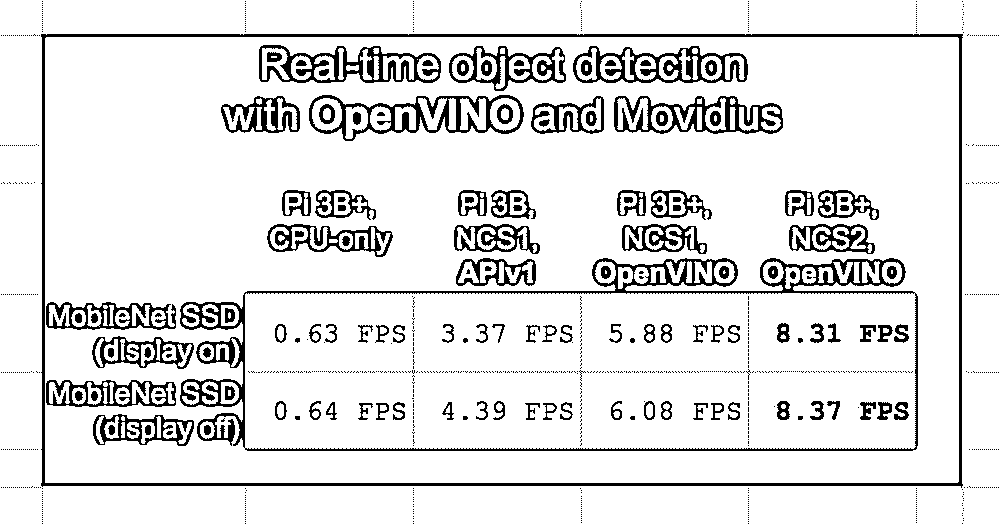 Real-time object detection
with OpenVINO and Movidius
Pi 3B+, CPU-only
Pi 3B, NCS1, APIv1
Pi 3B+, NCS1, OpenVINO
Pi 3B+, NCS2, OpenVINO
MobileNet SSD (display on) 0.63 FPS 3.37 FPS 5.88 FPS 8.31 FPS
MobileNet SSD (display off) 0.64 FPS 4.39 FPS 6.08 FPS 8.37 FPS